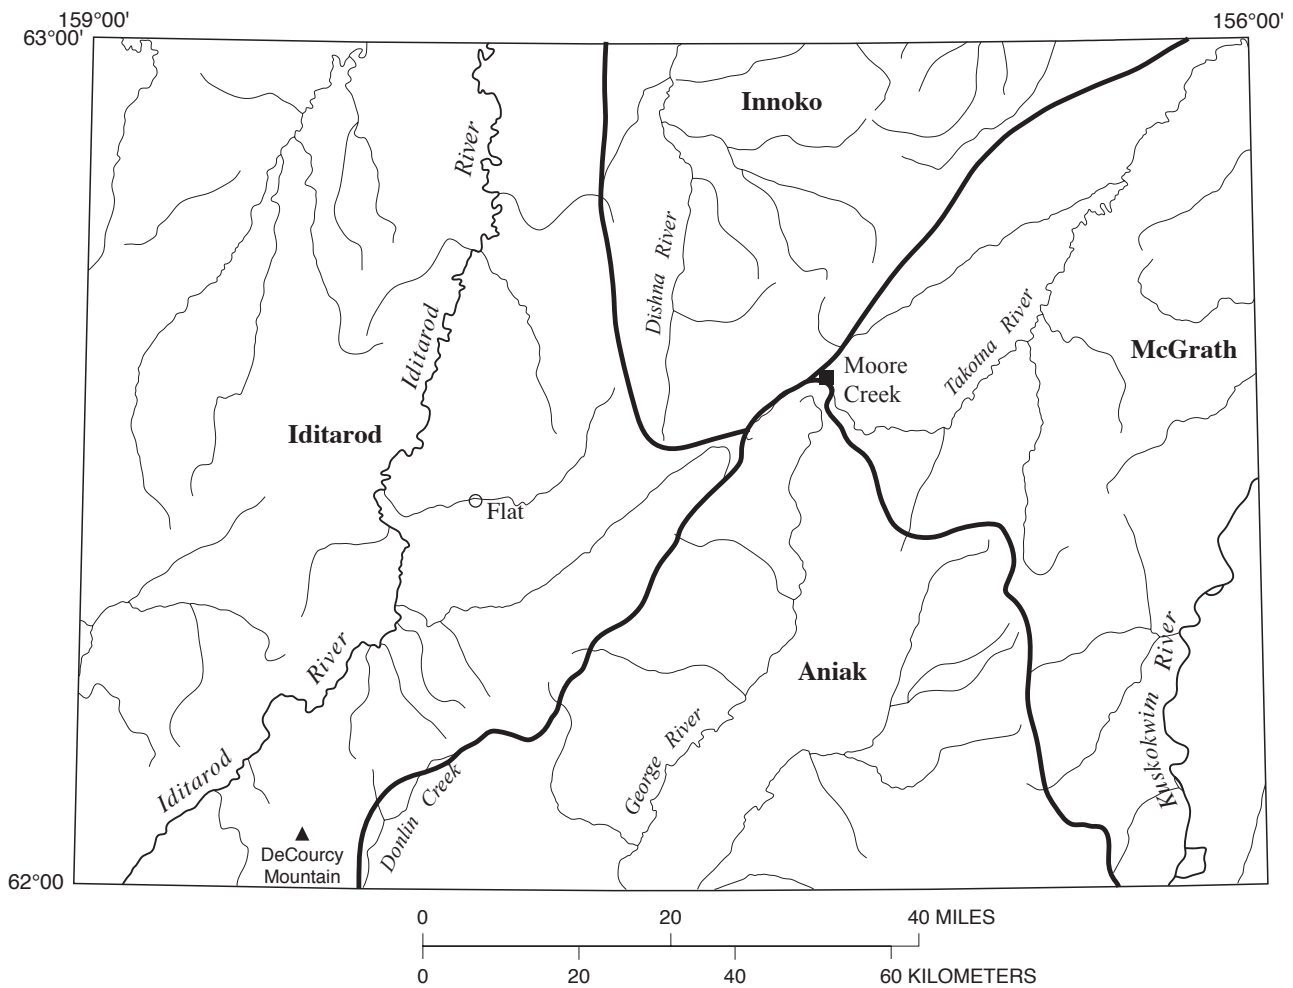 159°00'
156°00'
63°00'
Innoko
River
Dishna River
Iditarod
Takotna River
McGrath
Moore
Creek
Iditarod
Flat
River
River
Aniak
Kuskokwim
George River
Iditarod
Donlin Creek
DeCourcy
Mountain
62°00
0 20 40 MILES
0 20 40 60 KILOMETERS